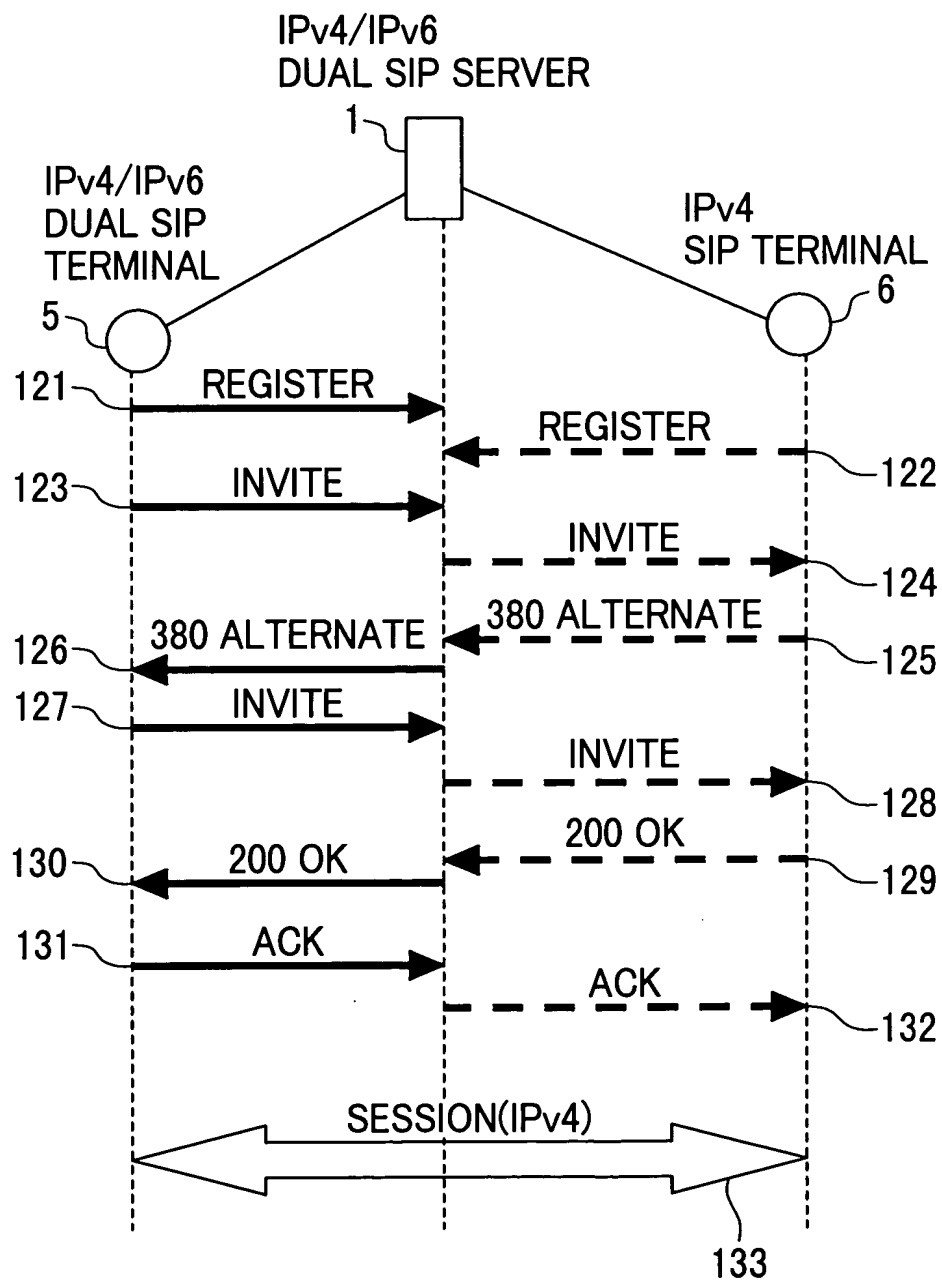 IPv4/IPv6
DUAL SIP SERVER
1
IPv4/IPv6
DUAL SIP
TERMINAL
5
IPv4
SIP TERMINAL
6
121
REGISTER
REGISTER
122
123
INVITE
INVITE
124
380 ALTERNATE
125
126
380 ALTERNATE
127
INVITE
INVITE
128
200 OK
129
130
200 OK
131
ACK
ACK
132
SESSION(IPv4)
133